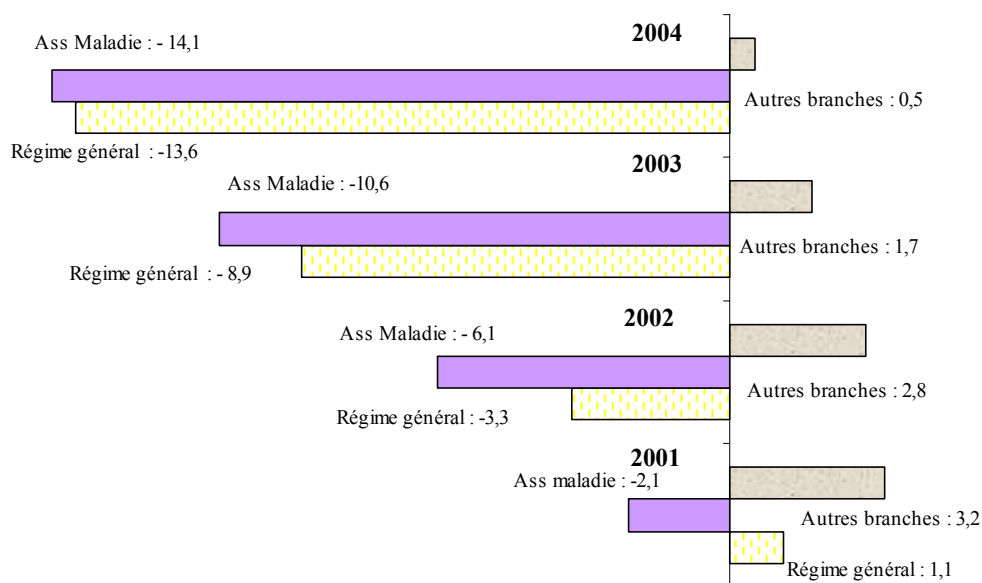 2004
Ass Maladie : - 14,1
Autres branches : 0,5
Régime général : -13,6
2003
Ass Maladie : -10,6
Autres branches : 1,7
Régime général : - 8,9
2002
Ass Maladie : - 6,1
Autres branches : 2,8
Régime général : -3,3
2001
Ass maladie : -2,1
Autres branches : 3,2
Régime général : 1,1